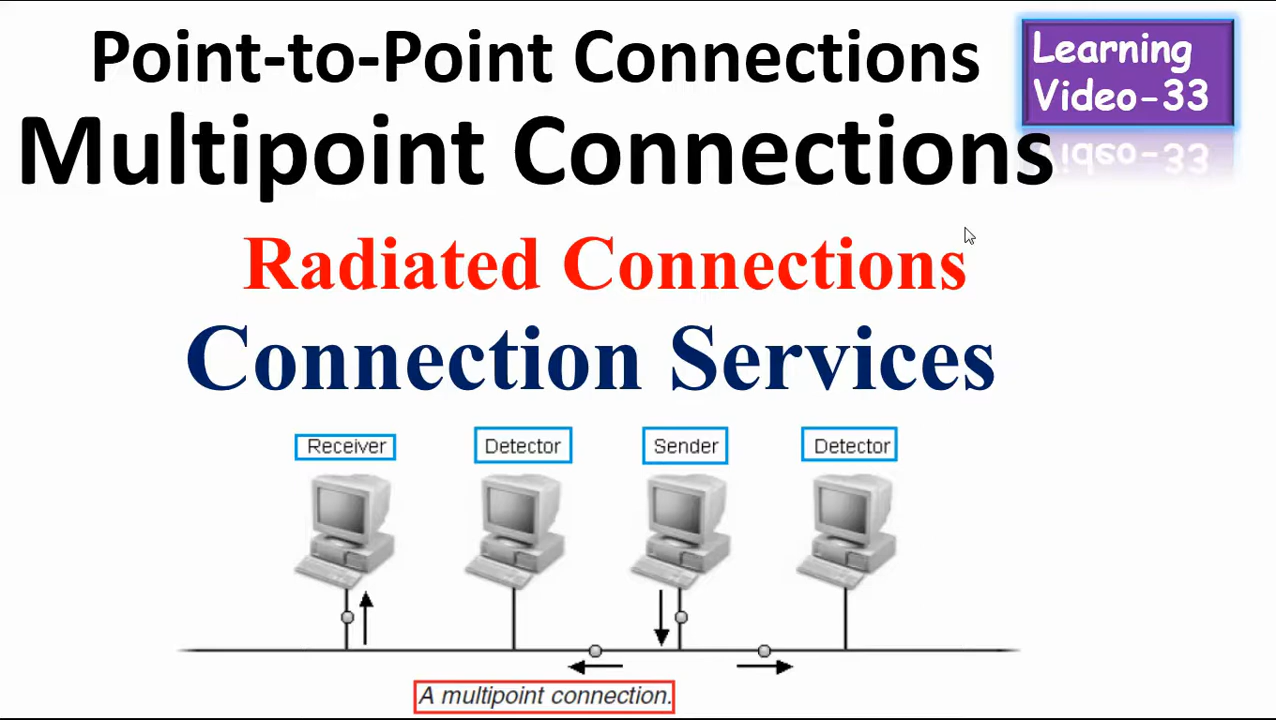 Point-to-Point Connections
Learning
Video-33
Multipoint Connections
Radiated Connections
Connection Services
Receiver
Detector
Sender
Detector
A multipoint connection.